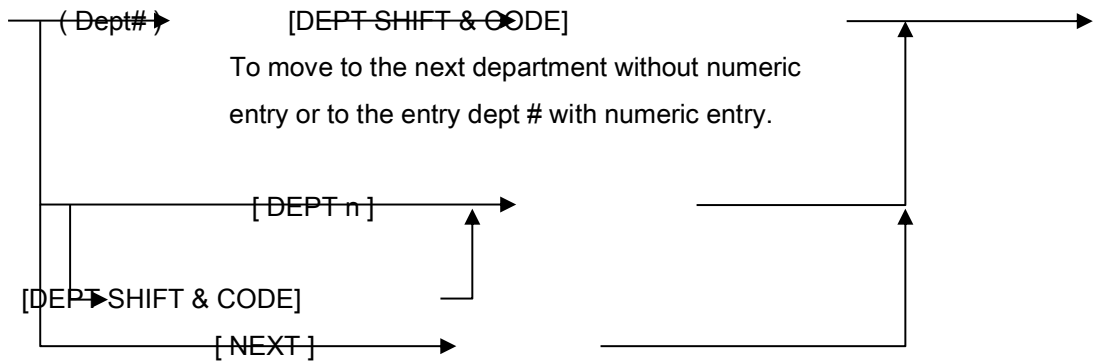 ( Dept# ) [DEPT SHIFT & CODE]
To move to the next department without numeric
entry or to the entry dept # with numeric entry.
[ DEPT n ]
[DEPT SHIFT & CODE]
[ NEXT ]